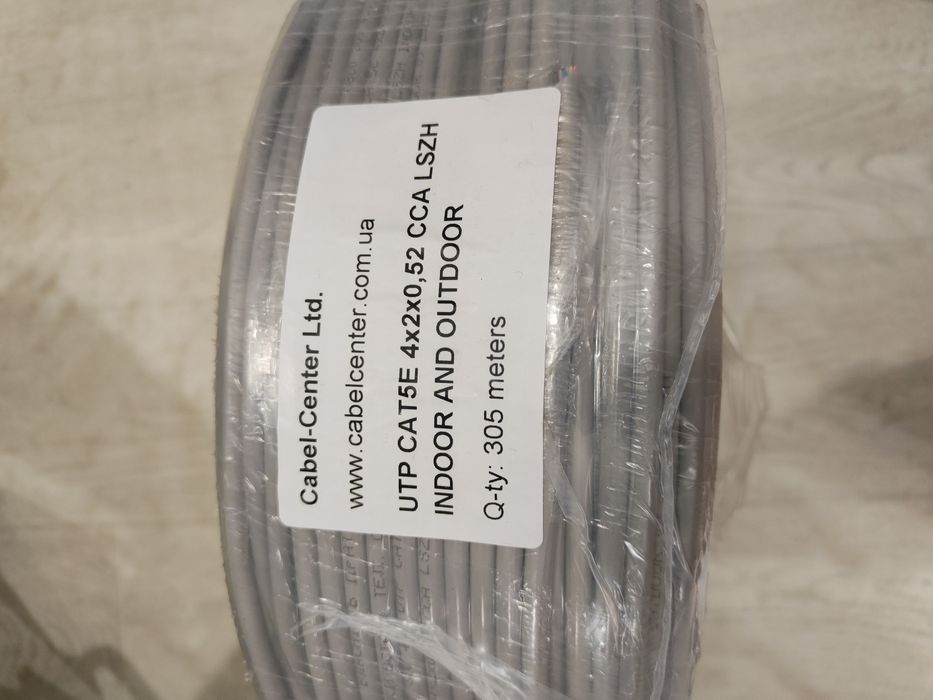 Cabel-Center Ltd.
www.cabelcenter.com.ua
UTP CAT5E 4x2x0,52 CCA LSZH
INDOOR AND OUTDOOR
Q-ty: 305 meters